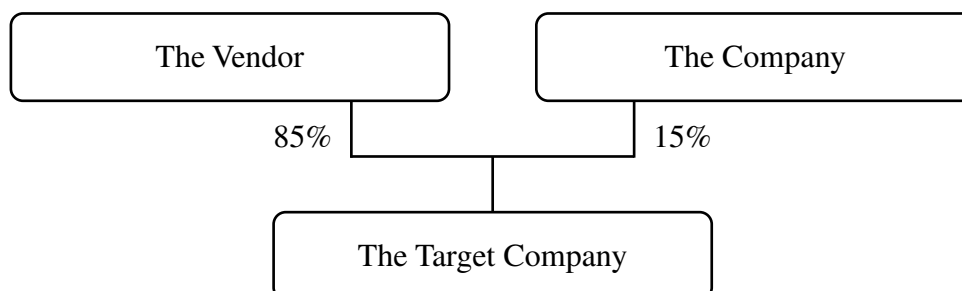 The Vendor
The Company
85%
15%
The Target Company